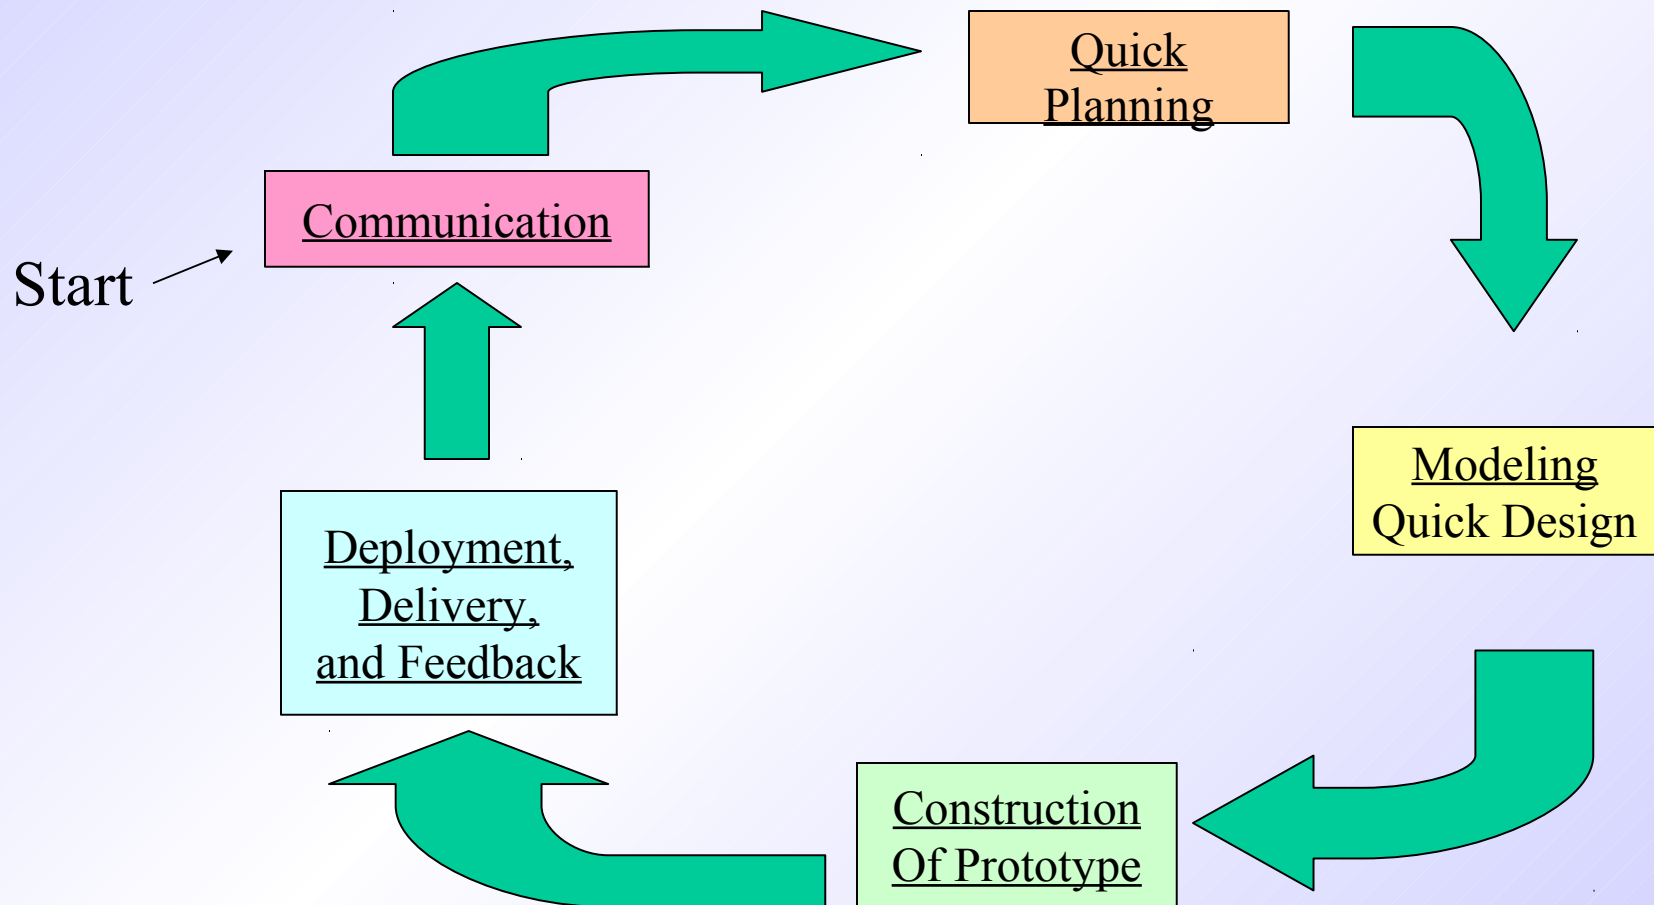 Quick
Planning
Communication
Start
Modeling
Quick Design
Deployment,
Delivery,
and Feedback
Construction
Of Prototype